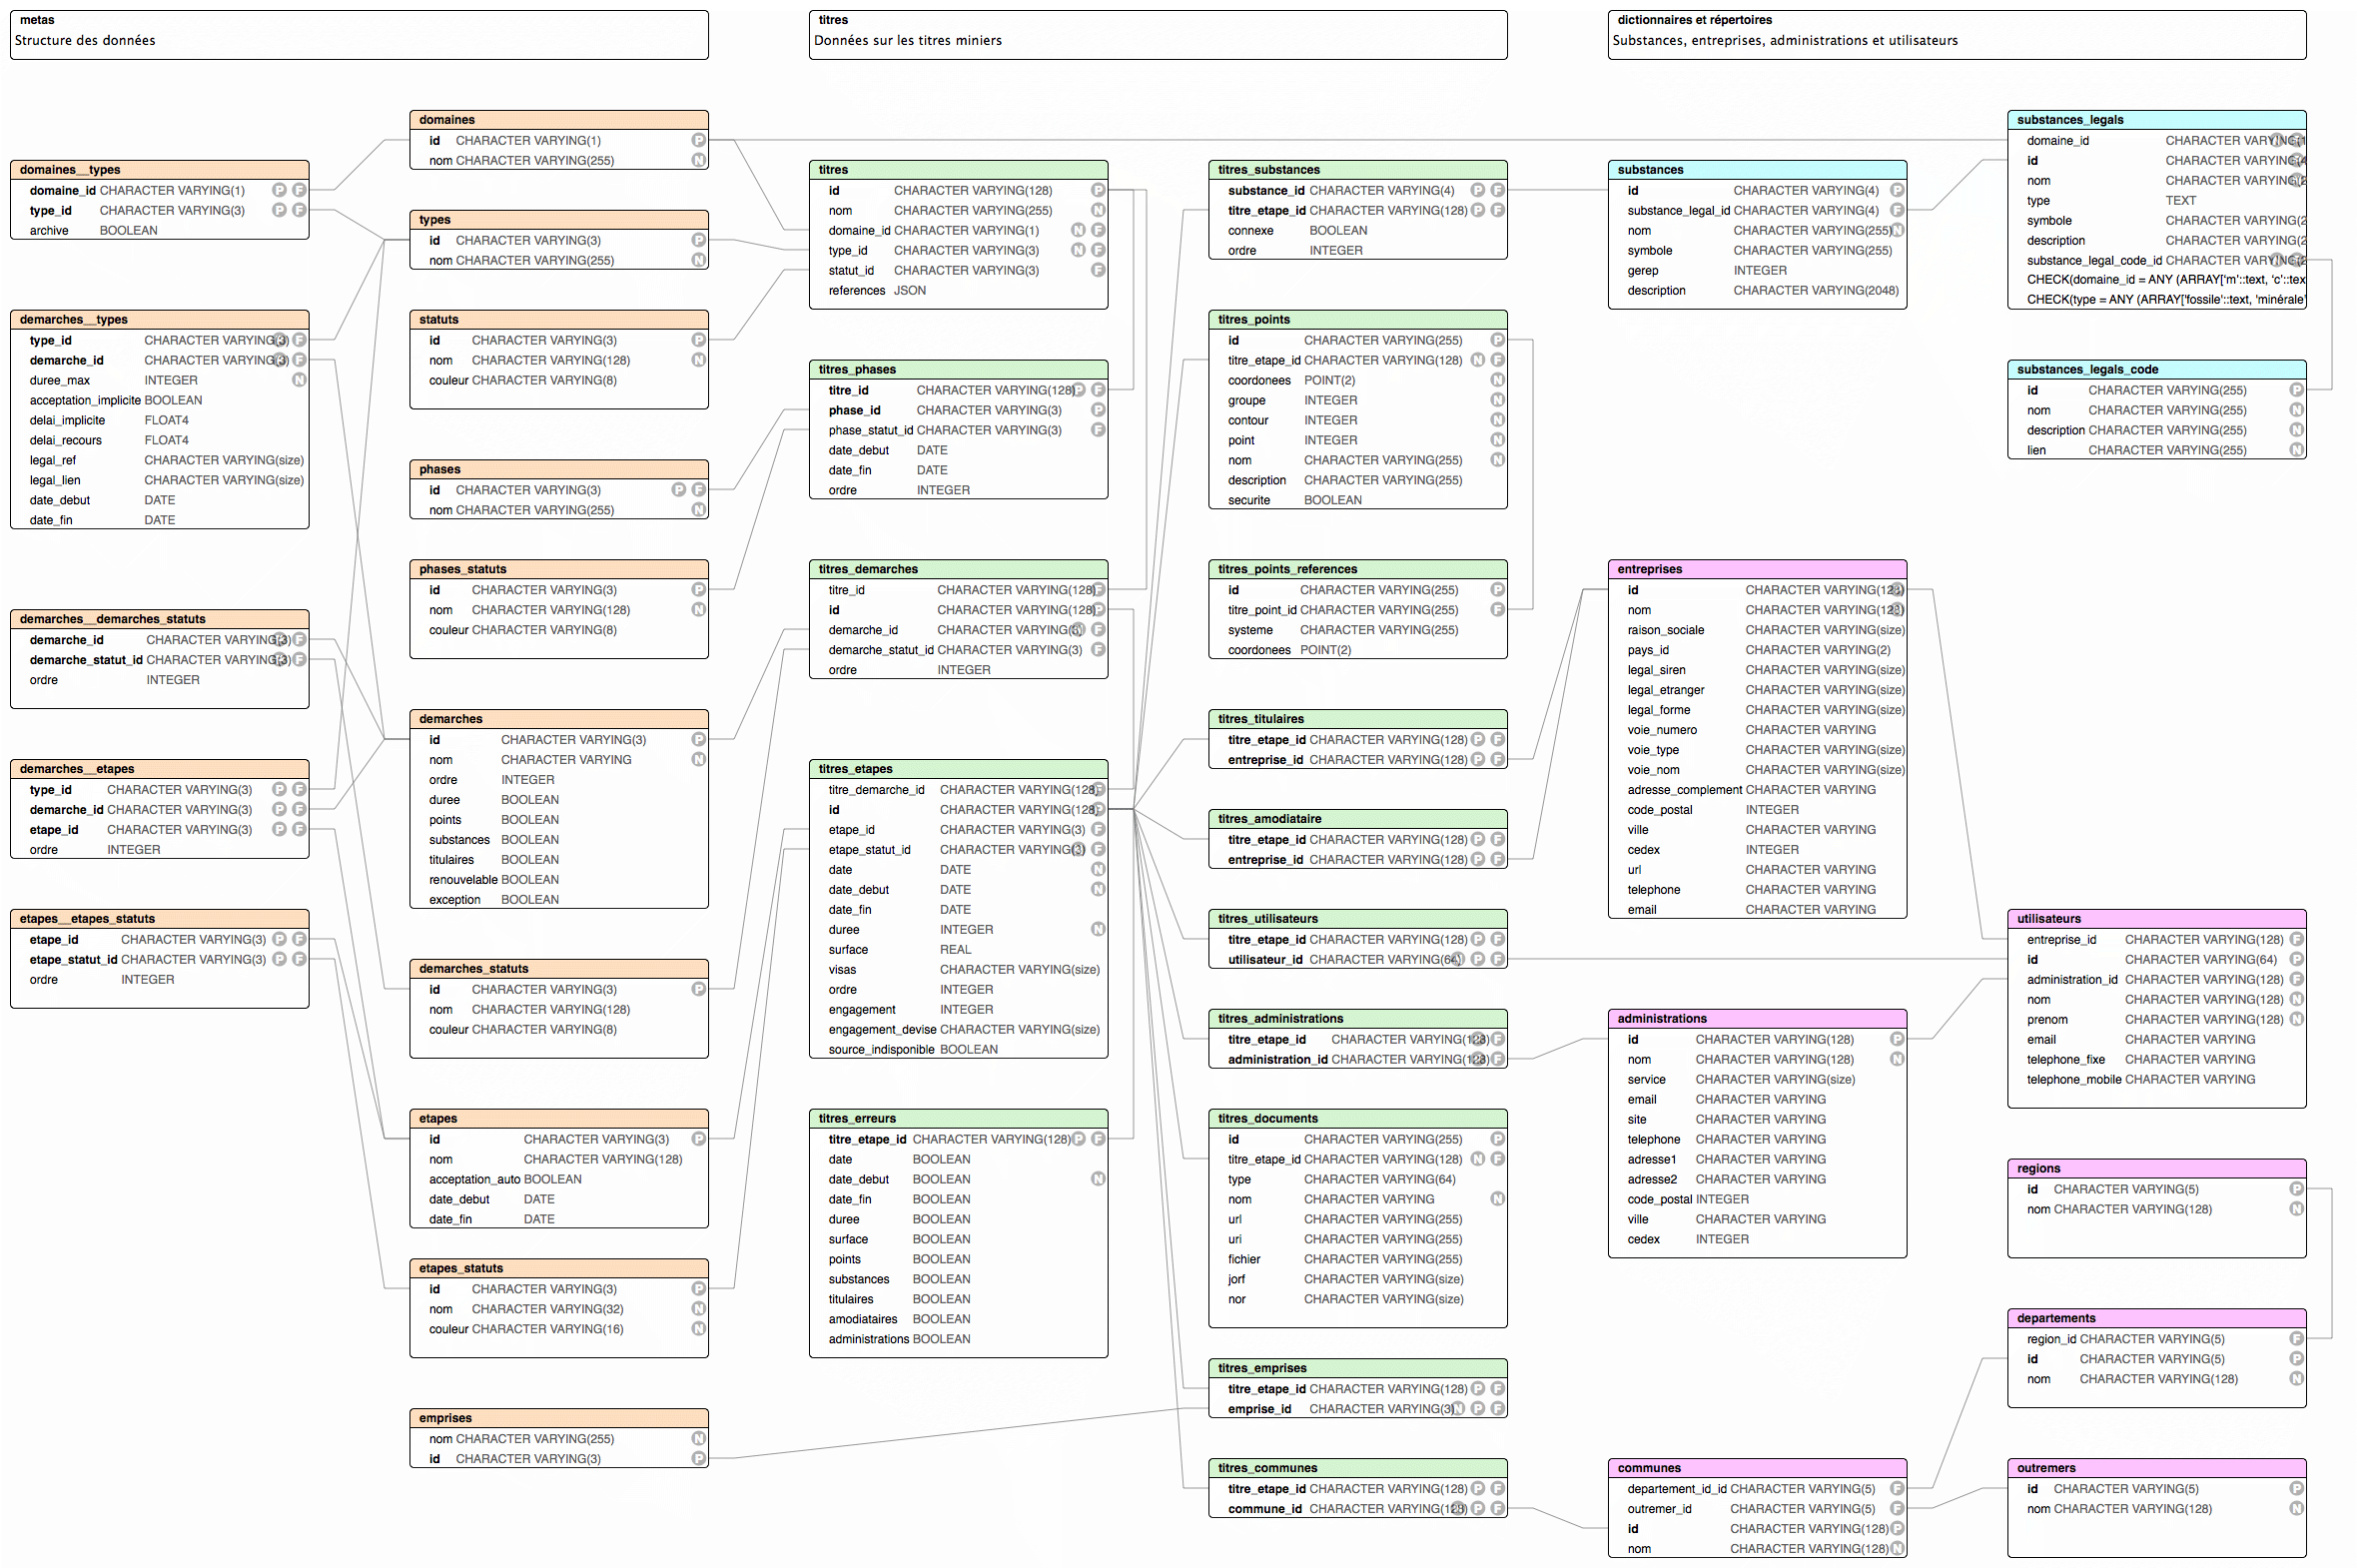 metas
Structure des données
titres
Données sur les titres miniers
dictionnaires et répertoires
Substances, entreprises, administrations et utilisateurs
domaines__types
domaine_id CHARACTER VARYING(1) P F
type_id CHARACTER VARYING(3) P F
archive BOOLEAN
demarches__types
type_id CHARACTER VARYING(3) F
demarche_id CHARACTER VARYING(3) F
duree_max INTEGER N
acceptation_implicite BOOLEAN
delai_implicite FLOAT4
delai_recours FLOAT4
legal_ref CHARACTER VARYING(size)
legal_lien CHARACTER VARYING(size)
date_debut DATE
date_fin DATE
demarches__demarches_statuts
demarche_id CHARACTER VARYING(3) F
demarche_statut_id CHARACTER VARYING(3) F
ordre INTEGER
demarches__etapes
type_id CHARACTER VARYING(3) P F
demarche_id CHARACTER VARYING(3) P F
etape_id CHARACTER VARYING(3) P F
ordre INTEGER
etapes__etapes_statuts
etape_id CHARACTER VARYING(3) P F
etape_statut_id CHARACTER VARYING(3) P F
ordre INTEGER
domaines
id CHARACTER VARYING(1) P
nom CHARACTER VARYING(255) N
types
id CHARACTER VARYING(3) P
nom CHARACTER VARYING(255) N
statuts
id CHARACTER VARYING(3) P
nom CHARACTER VARYING(128) N
couleur CHARACTER VARYING(8)
phases
id CHARACTER VARYING(3) P F
nom CHARACTER VARYING(255) N
phases_statuts
id CHARACTER VARYING(3) P
nom CHARACTER VARYING(128) N
couleur CHARACTER VARYING(8)
demarches
id CHARACTER VARYING(3) P
nom CHARACTER VARYING N
ordre INTEGER
duree BOOLEAN
points BOOLEAN
substances BOOLEAN
titulaires BOOLEAN
renouvelable BOOLEAN
exception BOOLEAN
demarches_statuts
id CHARACTER VARYING(3) P
nom CHARACTER VARYING(128)
couleur CHARACTER VARYING(8)
etapes
id CHARACTER VARYING(3) P
nom CHARACTER VARYING(128)
acceptation_auto BOOLEAN
date_debut DATE
date_fin DATE
etapes_statuts
id CHARACTER VARYING(3) P
nom CHARACTER VARYING(32) N
couleur CHARACTER VARYING(16) N
emprises
nom CHARACTER VARYING(255) N
id CHARACTER VARYING(3) P
titres
id CHARACTER VARYING(128) P
nom CHARACTER VARYING(255) N
domaine_id CHARACTER VARYING(1) N F
type_id CHARACTER VARYING(3) N F
statut_id CHARACTER VARYING(3) F
references JSON
titres_phases
titre_id CHARACTER VARYING(128) P F
phase_id CHARACTER VARYING(3) P
phase_statut_id CHARACTER VARYING(3) F
date_debut DATE
date_fin DATE
ordre INTEGER
titres_demarches
titre_id CHARACTER VARYING(128) F
id CHARACTER VARYING(128) P
demarche_id CHARACTER VARYING(3) F
demarche_statut_id CHARACTER VARYING(3) F
ordre INTEGER
titres_etapes
titre_demarche_id CHARACTER VARYING(128) F
id CHARACTER VARYING(128) P
etape_id CHARACTER VARYING(3) F
etape_statut_id CHARACTER VARYING(3) F
date DATE N
date_debut DATE N
date_fin DATE
duree INTEGER N
surface REAL
visas CHARACTER VARYING(size)
ordre INTEGER
engagement INTEGER
engagement_devise CHARACTER VARYING(size)
source_indisponible BOOLEAN
titres_erreurs
titre_etape_id CHARACTER VARYING(128) P F
date BOOLEAN
date_debut BOOLEAN N
date_fin BOOLEAN
duree BOOLEAN
surface BOOLEAN
points BOOLEAN
substances BOOLEAN
titulaires BOOLEAN
amodiataires BOOLEAN
administrations BOOLEAN
titres_substances
substance_id CHARACTER VARYING(4) P F
titre_etape_id CHARACTER VARYING(128) P F
connexe BOOLEAN
ordre INTEGER
titres_points
id CHARACTER VARYING(255) P
titre_etape_id CHARACTER VARYING(128) N F
coordonees POINT(2) N
groupe INTEGER N
contour INTEGER N
point INTEGER N
nom CHARACTER VARYING(255) N
description CHARACTER VARYING(255)
securite BOOLEAN
titres_points_references
id CHARACTER VARYING(255) P
titre_point_id CHARACTER VARYING(255) F
systeme CHARACTER VARYING(255)
coordonees POINT(2)
titres_titulaires
titre_etape_id CHARACTER VARYING(128) P F
entreprise_id CHARACTER VARYING(128) P F
titres_amodiataire
titre_etape_id CHARACTER VARYING(128) P F
entreprise_id CHARACTER VARYING(128) P F
titres_utilisateurs
titre_etape_id CHARACTER VARYING(128) P F
utilisateur_id CHARACTER VARYING(64) P F
titres_administrations
titre_etape_id CHARACTER VARYING(128) F
administration_id CHARACTER VARYING(128) F
titres_documents
id CHARACTER VARYING(255) P
titre_etape_id CHARACTER VARYING(128) N F
type CHARACTER VARYING(64)
nom CHARACTER VARYING N
url CHARACTER VARYING(255)
uri CHARACTER VARYING(255)
fichier CHARACTER VARYING(255)
jorf CHARACTER VARYING(size)
nor CHARACTER VARYING(size)
titres_emprises
titre_etape_id CHARACTER VARYING(128) P F
emprise_id CHARACTER VARYING(3) N P F
titres_communes
titre_etape_id CHARACTER VARYING(128) P F
commune_id CHARACTER VARYING(128) P F
substances
id CHARACTER VARYING(4) P
substance_legal_id CHARACTER VARYING(4) F
nom CHARACTER VARYING(255) N
symbole CHARACTER VARYING(255)
gerep INTEGER
description CHARACTER VARYING(2048)
entreprises
id CHARACTER VARYING(128)
nom CHARACTER VARYING(128)
raison_sociale CHARACTER VARYING(size)
pays_id CHARACTER VARYING(2)
legal_siren CHARACTER VARYING(size)
legal_etranger CHARACTER VARYING(size)
legal_forme CHARACTER VARYING(size)
voie_numero CHARACTER VARYING
voie_type CHARACTER VARYING(size)
voie_nom CHARACTER VARYING(size)
adresse_complement CHARACTER VARYING
code_postal INTEGER
ville CHARACTER VARYING
cedex INTEGER
url CHARACTER VARYING
telephone CHARACTER VARYING
email CHARACTER VARYING
administrations
id CHARACTER VARYING(128) P
nom CHARACTER VARYING(128) N
service CHARACTER VARYING(size)
email CHARACTER VARYING
site CHARACTER VARYING
telephone CHARACTER VARYING
adresse1 CHARACTER VARYING
adresse2 CHARACTER VARYING
code_postal INTEGER
ville CHARACTER VARYING
cedex INTEGER
communes
departement_id_id CHARACTER VARYING(5) F
outremer_id CHARACTER VARYING(5) F
id CHARACTER VARYING(128) P
nom CHARACTER VARYING(128) N
substances_legals
domaine_id CHARACTER
id CHARACTER
nom CHARACTER
type TEXT
symbole CHARACTER VARYING(2
description CHARACTER VARYING(2
substance_legal_code_id CHARACTER
CHECK(domaine_id = ANY (ARRAY['m'::text, 'c'::tex
CHECK(type = ANY (ARRAY['fossile'::text, 'minérale'
substances_legals_code
id CHARACTER VARYING(255) P
nom CHARACTER VARYING(255) N
description CHARACTER VARYING(255) N
lien CHARACTER VARYING(255) N
utilisateurs
entreprise_id CHARACTER VARYING(128) F
id CHARACTER VARYING(64) P
administration_id CHARACTER VARYING(128) F
nom CHARACTER VARYING(128) N
prenom CHARACTER VARYING(128) N
email CHARACTER VARYING
telephone_fixe CHARACTER VARYING
telephone_mobile CHARACTER VARYING
regions
id CHARACTER VARYING(5) P
nom CHARACTER VARYING(128) N
departements
region_id CHARACTER VARYING(5) F
id CHARACTER VARYING(5) P
nom CHARACTER VARYING(128) N
outremers
id CHARACTER VARYING(5) P
nom CHARACTER VARYING(128) N